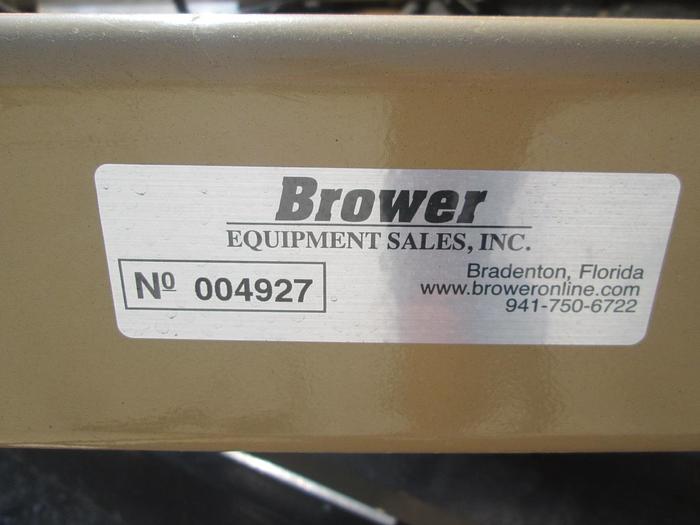 Brower
EQUIPMENT SALES, INC.
Nº 004927
Bradenton, Florida
www.broweronline.com
941-750-6722